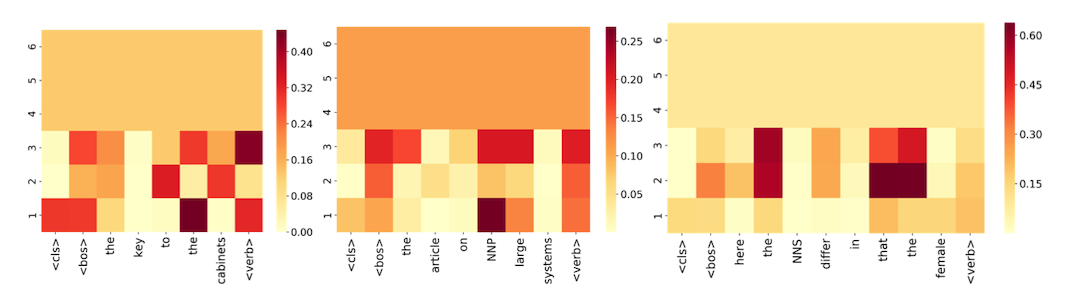 6
5
4
3
2
1
<cls>
<bos>
the
key
to
the
cabinets
<verb>
0.40
0.32
0.24
0.16
0.08
0.00
6
5
4
3
2
1
<cls>
<bos>
the
article
on
NNP
large
systems
<verb>
0.25
0.20
0.15
0.10
0.05
6
5
4
3
2
1
<cls>
<bos>
here
the
NNS
differ
in
that
the
female
<verb>
0.60
0.45
0.30
0.15